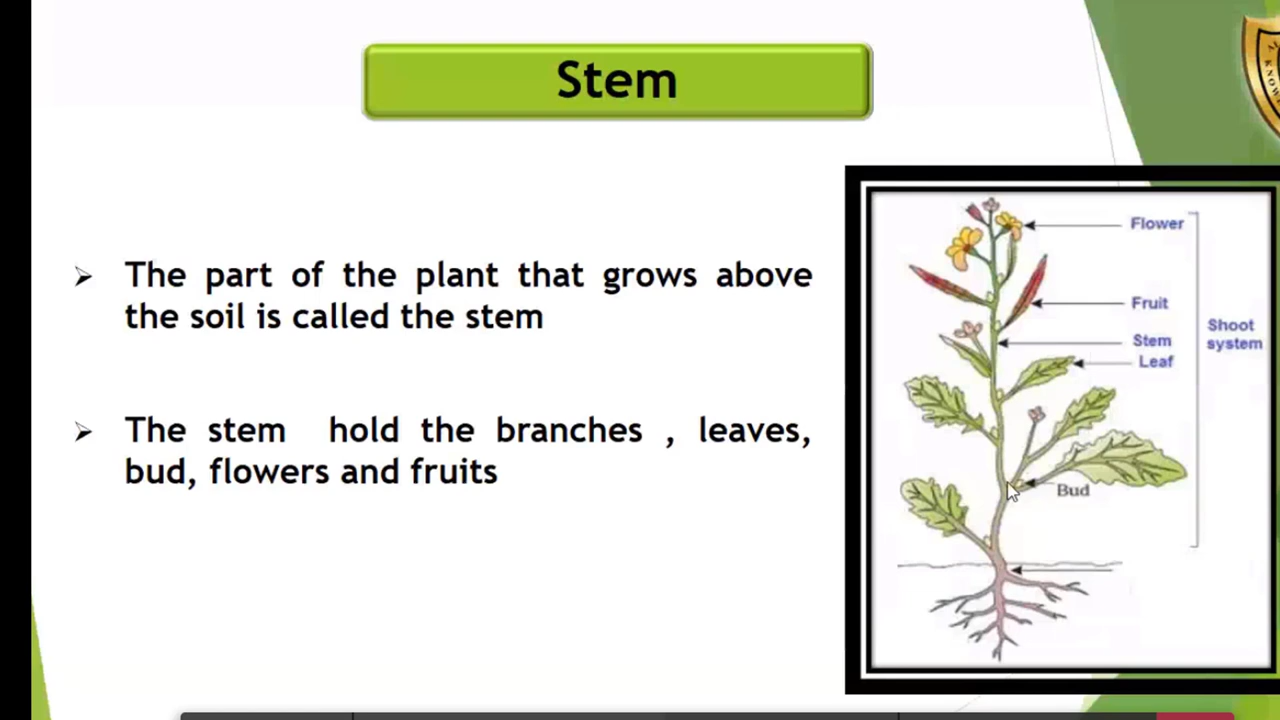 Stem
The part of the plant that grows above
the soil is called the stem
The stem hold the branches , leaves,
bud, flowers and fruits
Flower
Fruit
Stem
Leaf
Shoot
system
Bud